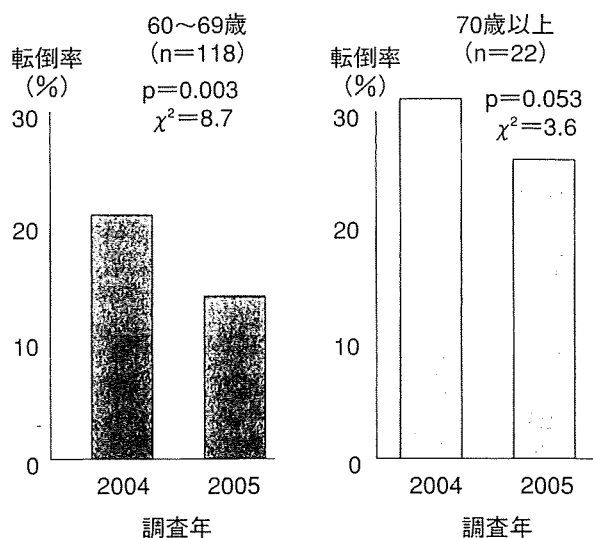 60〜69歳
(n=118)
転倒率
(%)
p=0.003
χ²=8.7
30
20
10
0
2004
2005
調査年
70歳以上
(n=22)
転倒率
(%)
p=0.053
χ²=3.6
30
20
10
0
2004
2005
調査年